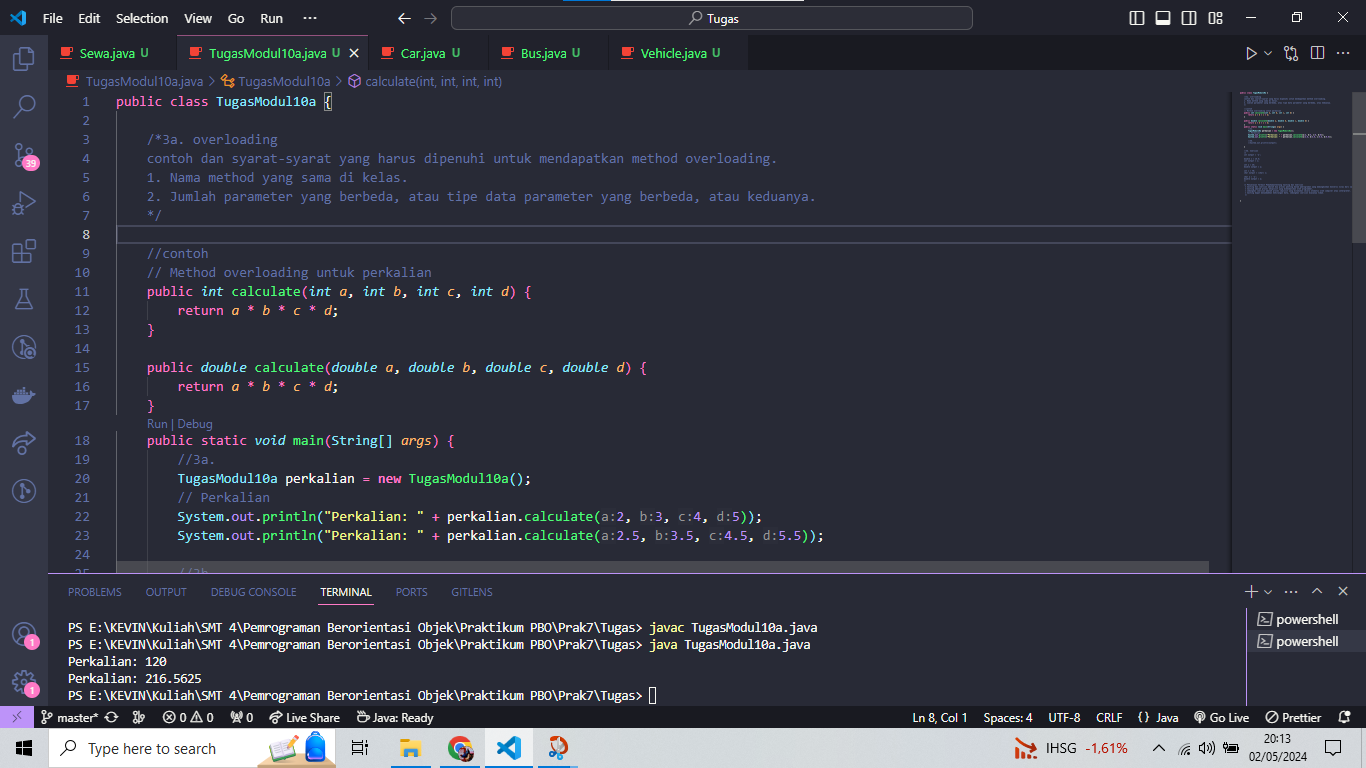 File Edit Selection View Go Run ··· Tugas
Sewa.java U TugasModul10a.java U Car.java U Bus.java U Vehicle.java U
TugasModul10a.java > TugasModul10a > calculate(int, int, int, int)
1 public class TugasModul10a {
2
3 /*3a. overloading
4 contoh dan syarat-syarat yang harus dipenuhi untuk mendapatkan method overloading.
5 1. Nama method yang sama di kelas.
6 2. Jumlah parameter yang berbeda, atau tipe data parameter yang berbeda, atau keduanya.
7 */
8
9 //contoh
10 // Method overloading untuk perkalian
11 public int calculate(int a, int b, int c, int d) {
12 return a * b * c * d;
13 }
14
15 public double calculate(double a, double b, double c, double d) {
16 return a * b * c * d;
17 }
Run | Debug
18 public static void main(String[] args) {
19 //3a.
20 TugasModul10a perkalian = new TugasModul10a();
21 // Perkalian
22 System.out.println("Perkalian: " + perkalian.calculate(a:2, b:3, c:4, d:5));
23 System.out.println("Perkalian: " + perkalian.calculate(a:2.5, b:3.5, c:4.5, d:5.5));
24
25 //3b
PROBLEMS OUTPUT DEBUG CONSOLE TERMINAL PORTS GITLENS
PS E:\KEVIN\Kuliah\SMT 4\Pemrograman Berorientasi Objek\Praktikum PBO\Prak7\Tugas> javac TugasModul10a.java
PS E:\KEVIN\Kuliah\SMT 4\Pemrograman Berorientasi Objek\Praktikum PBO\Prak7\Tugas> java TugasModul10a.java
Perkalian: 120
Perkalian: 216.5625
PS E:\KEVIN\Kuliah\SMT 4\Pemrograman Berorientasi Objek\Praktikum PBO\Prak7\Tugas>
powershell
powershell
39
1
1
master* 0 0 0 Live Share Java: Ready Ln 8, Col 1 Spaces: 4 UTF-8 CRLF { } Java Go Live Prettier
Type here to search IHSG -1,61% 20:13
02/05/2024